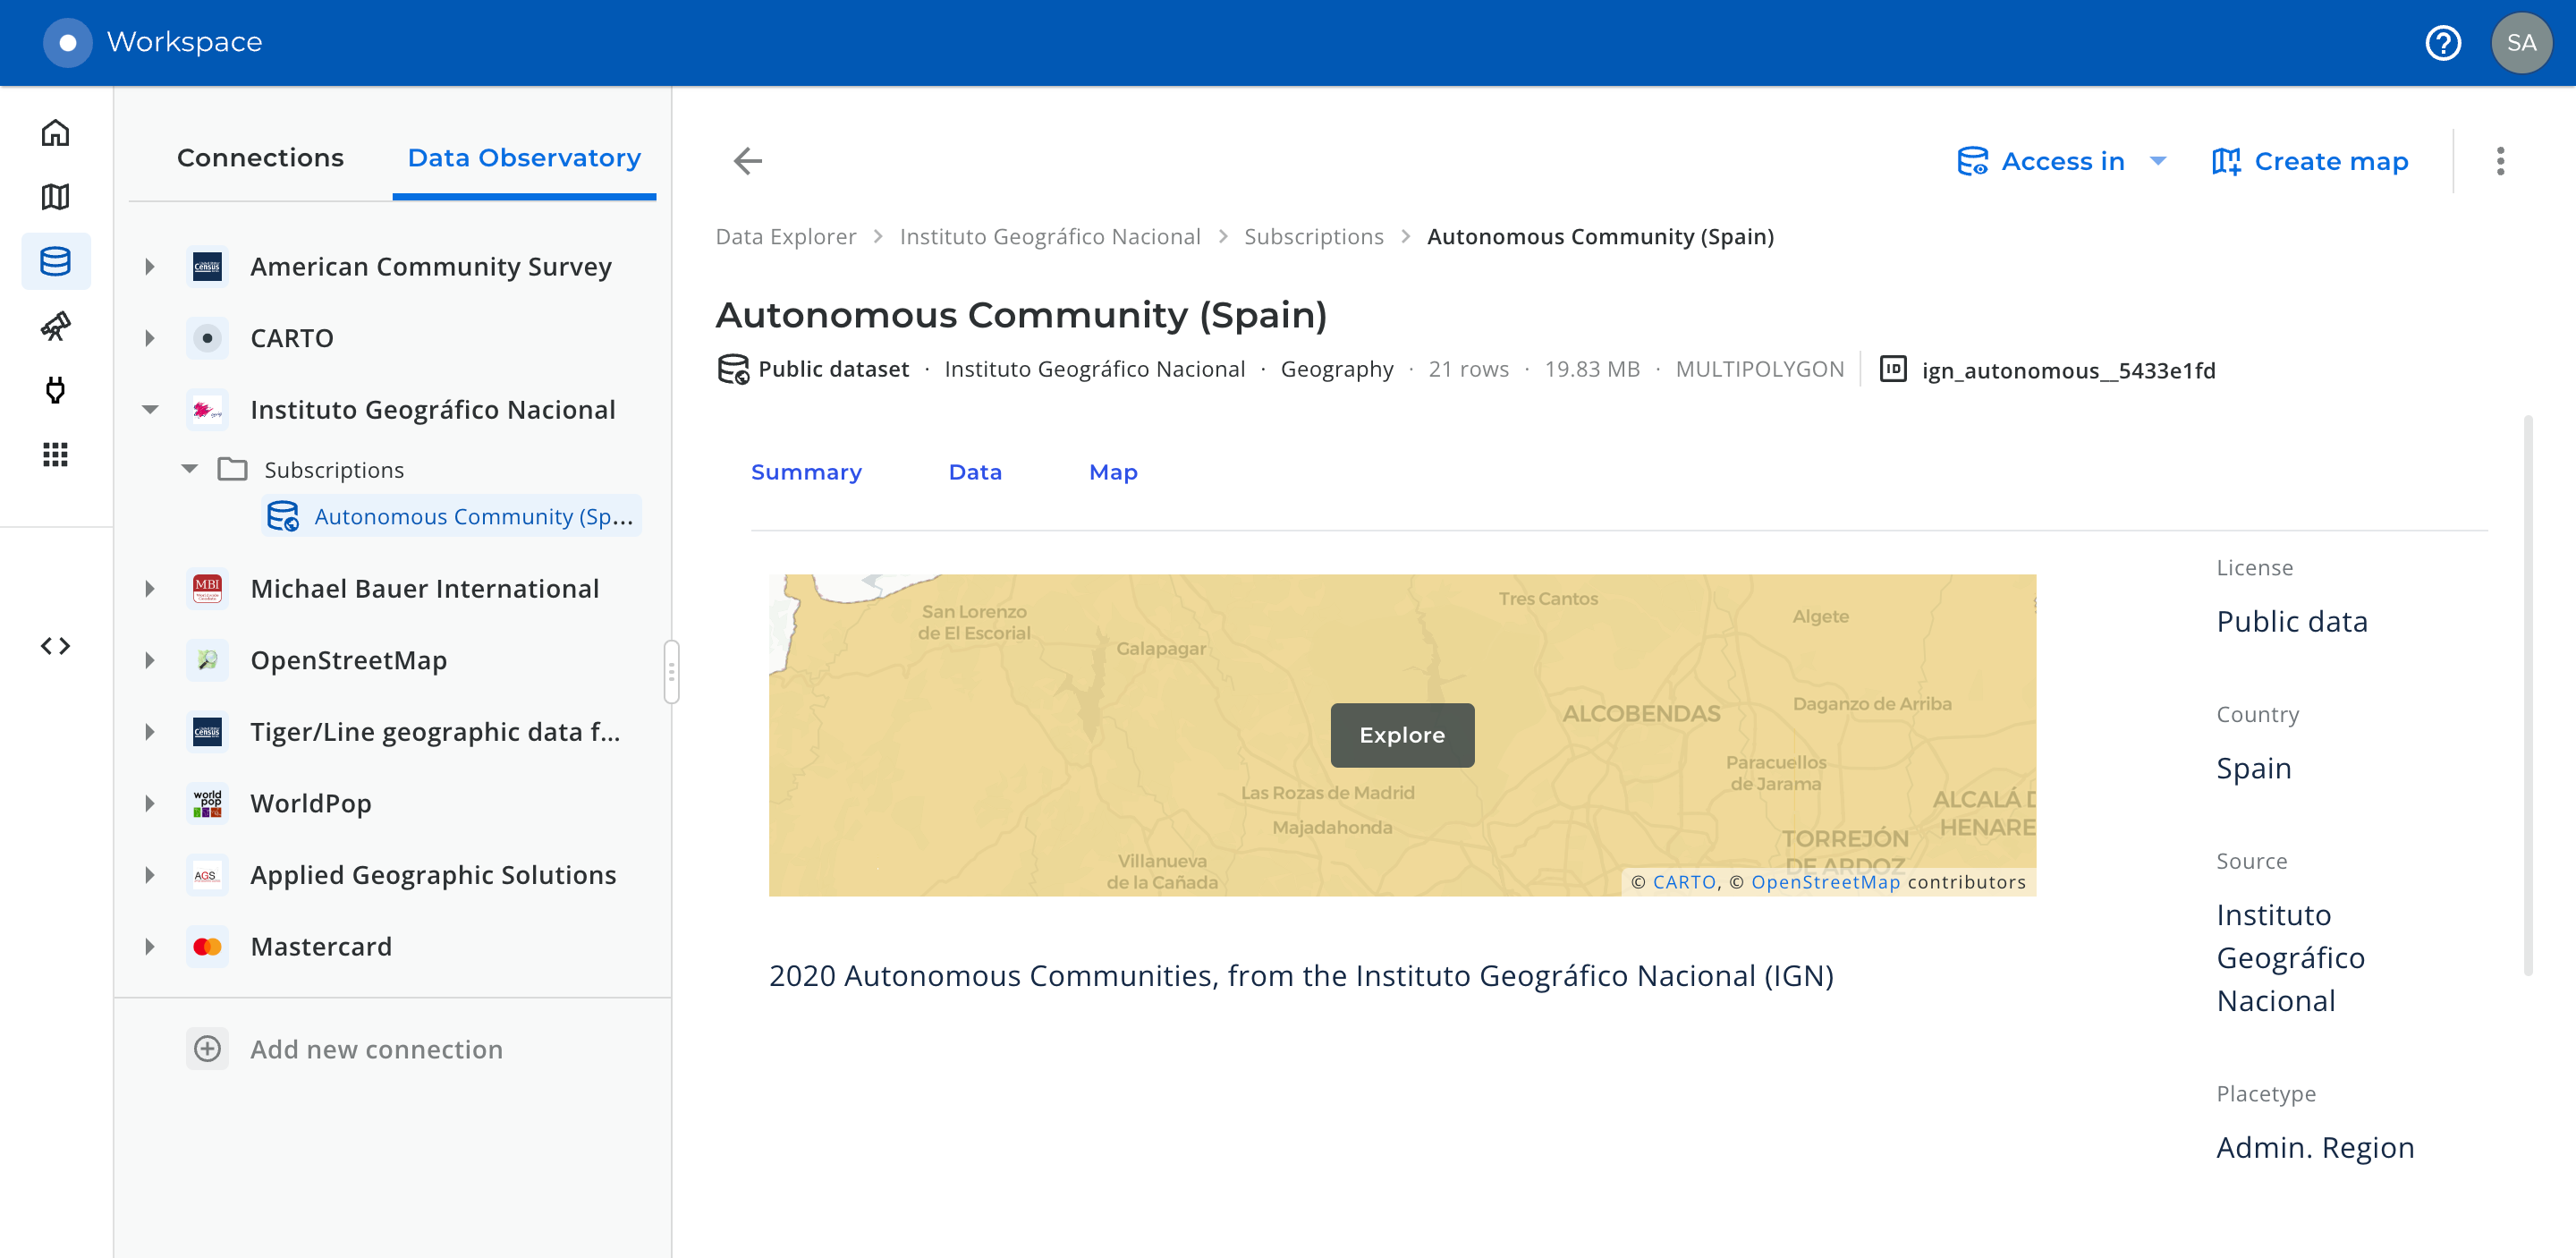 Workspace
SA
Connections
Data Observatory
American Community Survey
CARTO
Instituto Geográfico Nacional
Subscriptions
Autonomous Community (Sp...
MBI
Michael Bauer International
OpenStreetMap
Census
Tiger/Line geographic data f...
world
pop
WorldPop
AGS
Applied Geographic Solutions
Mastercard
Add new connection
Access in
Create map
Data Explorer > Instituto Geográfico Nacional > Subscriptions > Autonomous Community (Spain)
Autonomous Community (Spain)
Public dataset · Instituto Geográfico Nacional · Geography · 21 rows · 19.83 MB · MULTIPOLYGON
ID ign_autonomous__5433e1fd
Summary
Data
Map
San Lorenzo
de El Escorial
Galapagar
Tres Cantos
Algete
ALCOBENDAS
Daganzo de Arriba
Explore
Paracuellos
de Jarama
Las Rozas de Madrid
Majadahonda
ALCALÁ D
HENARE
TORREJÓN
DE ARDOZ
Villanueva
de la Cañada
© CARTO, © OpenStreetMap contributors
2020 Autonomous Communities, from the Instituto Geográfico Nacional (IGN)
License
Public data
Country
Spain
Source
Instituto
Geográfico
Nacional
Placetype
Admin. Region